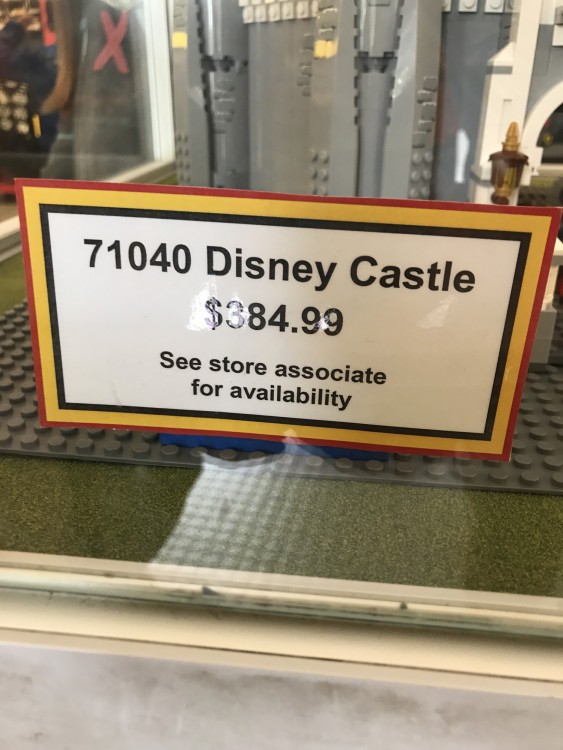 71040 Disney Castle
$384.99
See store associate
for availability